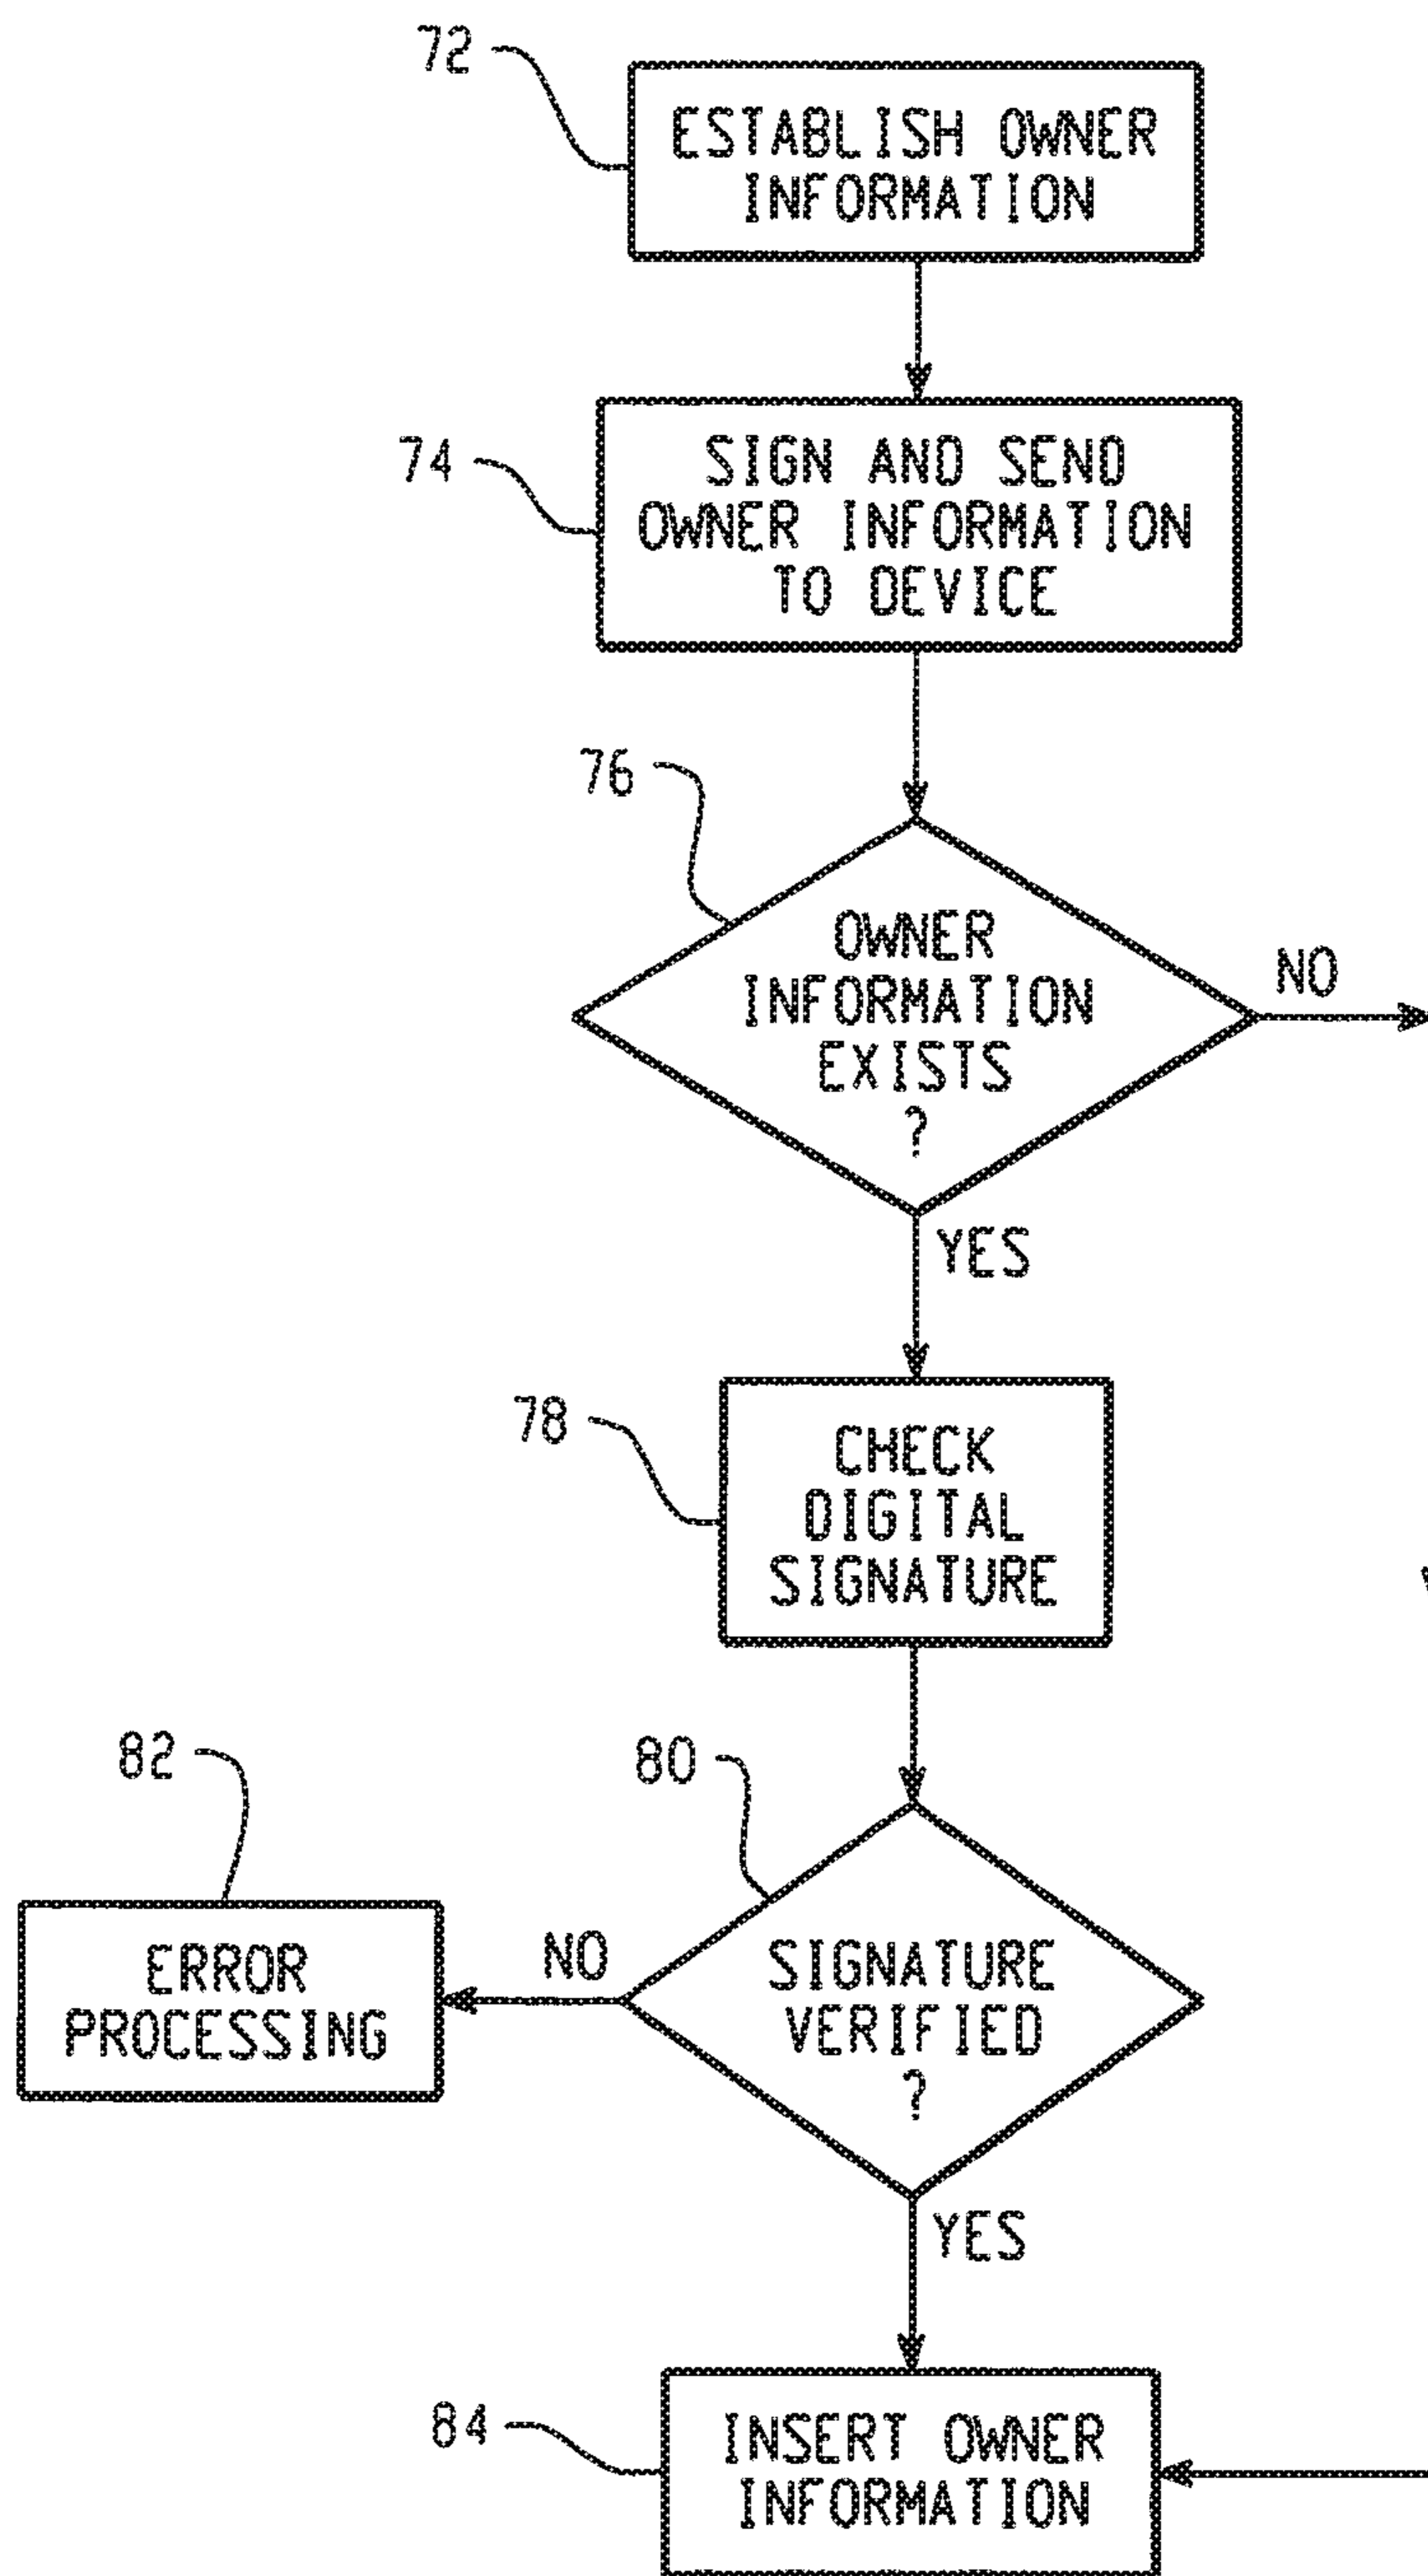 72
ESTABLISH OWNER
INFORMATION
74
SIGN AND SEND
OWNER INFORMATION
TO DEVICE
76
OWNER
INFORMATION
EXISTS
?
NO
YES
78
CHECK
DIGITAL
SIGNATURE
82
80
ERROR
PROCESSING
NO
SIGNATURE
VERIFIED
?
YES
84
INSERT OWNER
INFORMATION